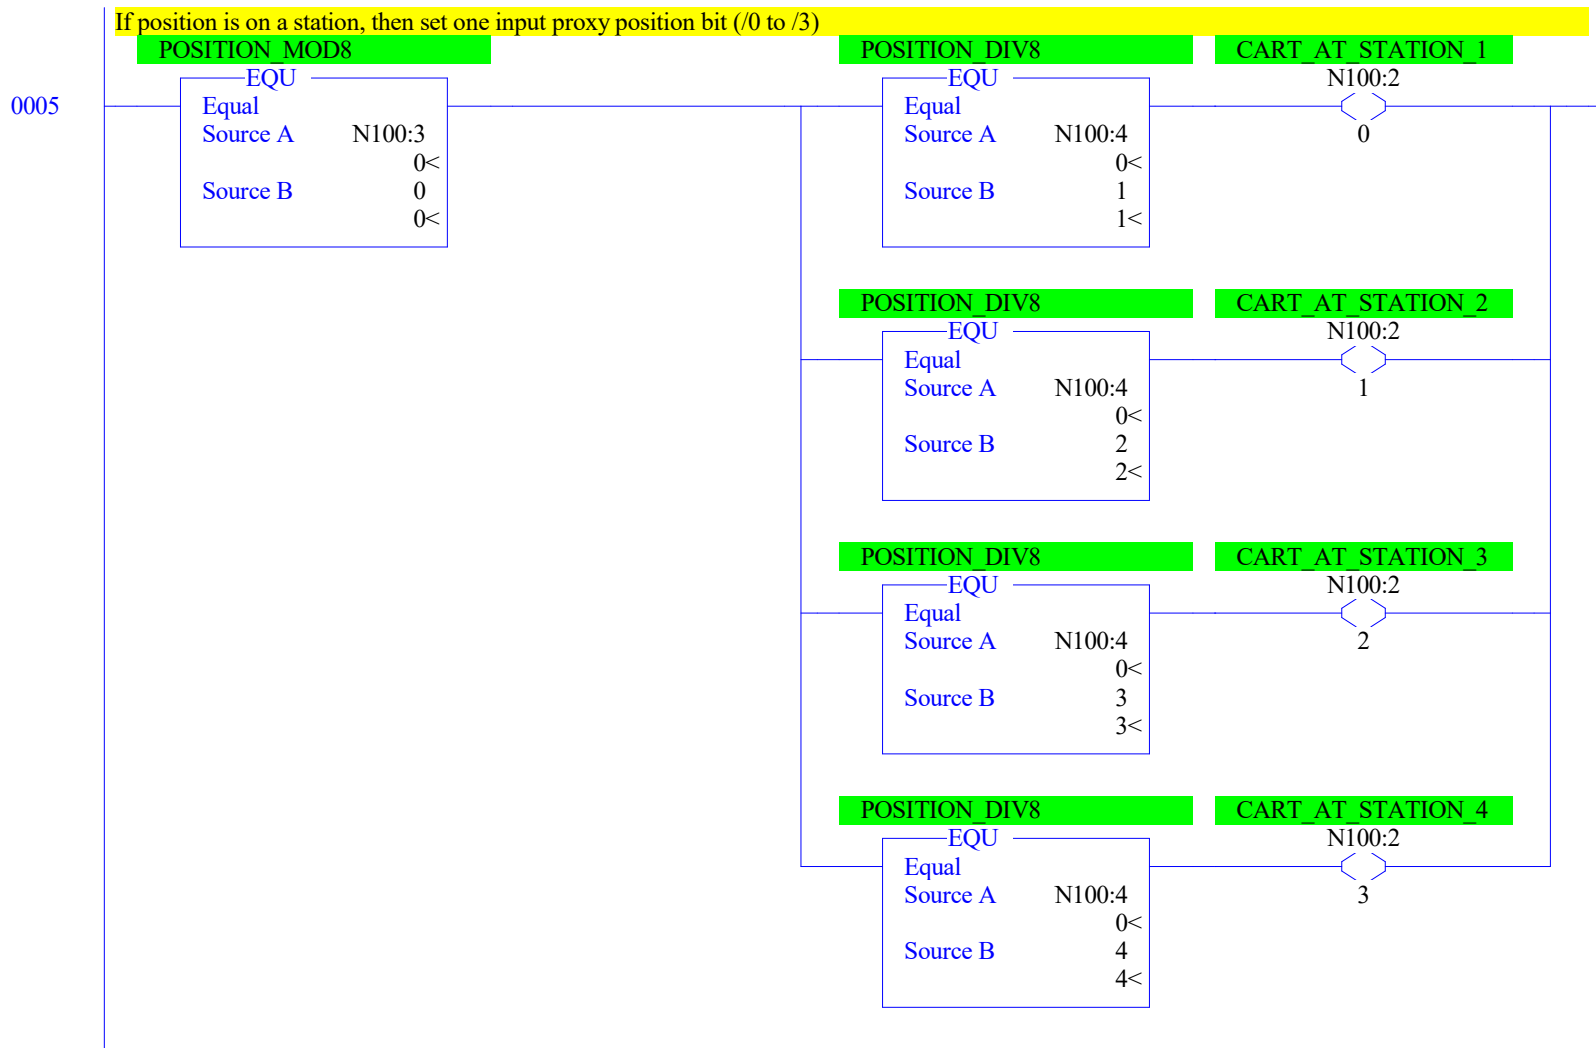 If position is on a station, then set one input proxy position bit (/0 to /3)
POSITION_MOD8 POSITION_DIV8 CART_AT_STATION_1
EQU EQU N100:2
0005 Equal Equal
Source A N100:3 Source A N100:4 0
0< 0<
Source B 0 Source B 1
0< 1<
POSITION_DIV8 CART_AT_STATION_2
EQU N100:2
Equal
Source A N100:4 1
0<
Source B 2
2<
POSITION_DIV8 CART_AT_STATION_3
EQU N100:2
Equal
Source A N100:4 2
0<
Source B 3
3<
POSITION_DIV8 CART_AT_STATION_4
EQU N100:2
Equal
Source A N100:4 3
0<
Source B 4
4<